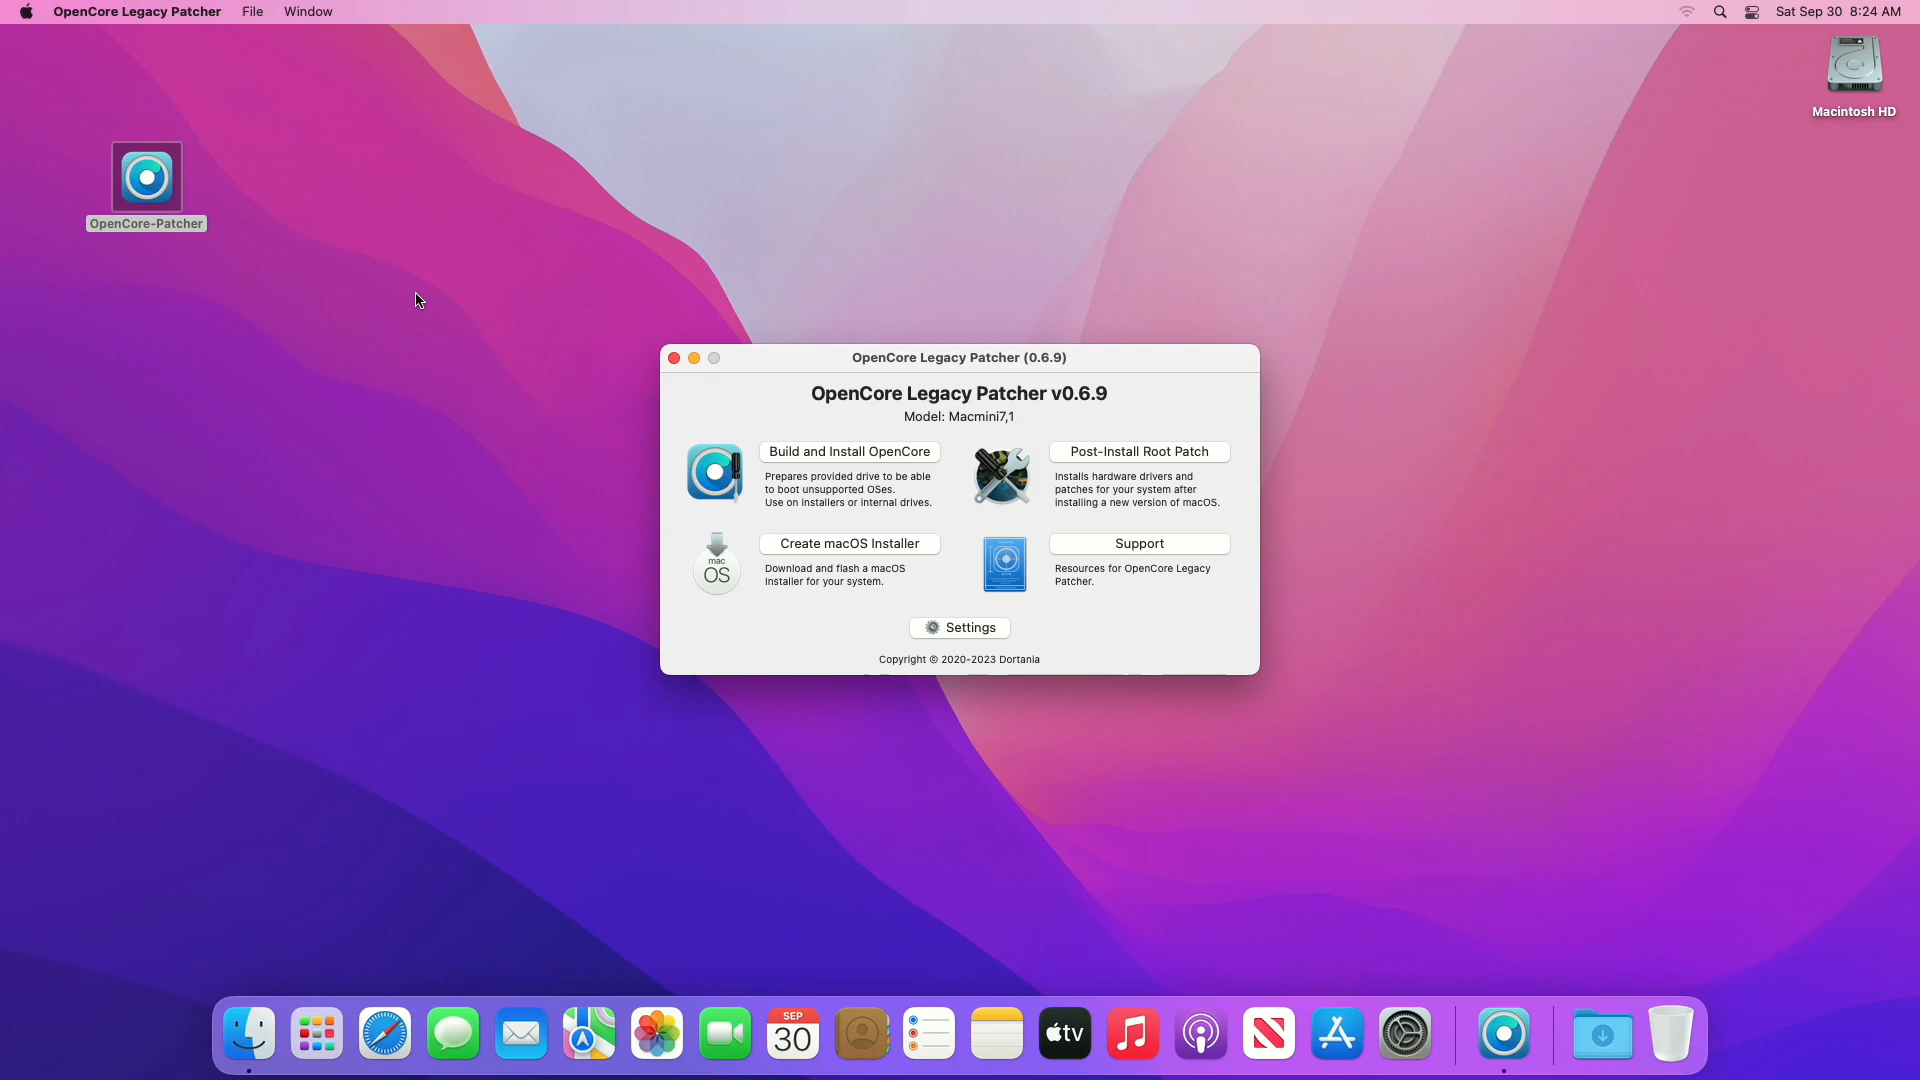 OpenCore Legacy Patcher File Window
Sat Sep 30 8:24 AM
Macintosh HD
OpenCore-Patcher
OpenCore Legacy Patcher (0.6.9)
OpenCore Legacy Patcher v0.6.9
Model: Macmini7,1
Build and Install OpenCore
Prepares provided drive to be able
to boot unsupported OSes.
Use on installers or internal drives.
Post-Install Root Patch
Installs hardware drivers and
patches for your system after
installing a new version of macOS.
mac
OS
Create macOS Installer
Download and flash a macOS
Installer for your system.
Support
Resources for OpenCore Legacy
Patcher.
Settings
Copyright © 2020-2023 Dortania
SEP
30
tv